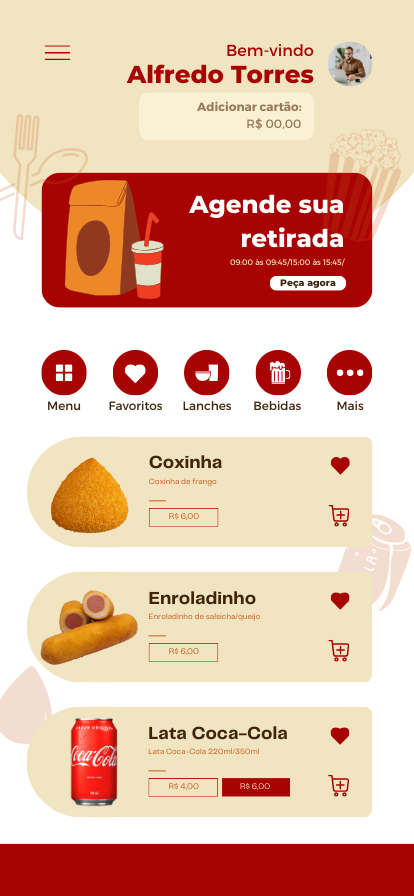 Bem-vindo
Alfredo Torres
Adicionar cartão:
R$ 00,00
Agende sua
retirada
09:00 às 09:45/15:00 às 15:45/
Peça agora
Menu
Favoritos
Lanches
Bebidas
Mais
Coxinha
Coxinha de frango
R$ 6,00
Enroladinho
Enroladinho de salsicha/queijo
R$ 6,00
Coca-Cola
Lata Coca-Cola
Lata Coca-Cola 220ml/350ml
R$ 4,00
R$ 6,00